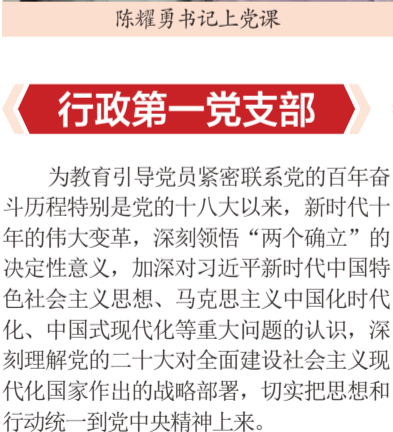 陈耀勇书记上党课
行政第一党支部
为教育引导党员紧密联系党的百年奋
斗历程特别是党的十八大以来，新时代十
年的伟大变革，深刻领悟“两个确立”的
决定性意义，加深对习近平新时代中国特
色社会主义思想、马克思主义中国化时代
化、中国式现代化等重大问题的认识，深
刻理解党的二十大对全面建设社会主义现
代化国家作出的战略部署，切实把思想和
行动统一到党中央精神上来。